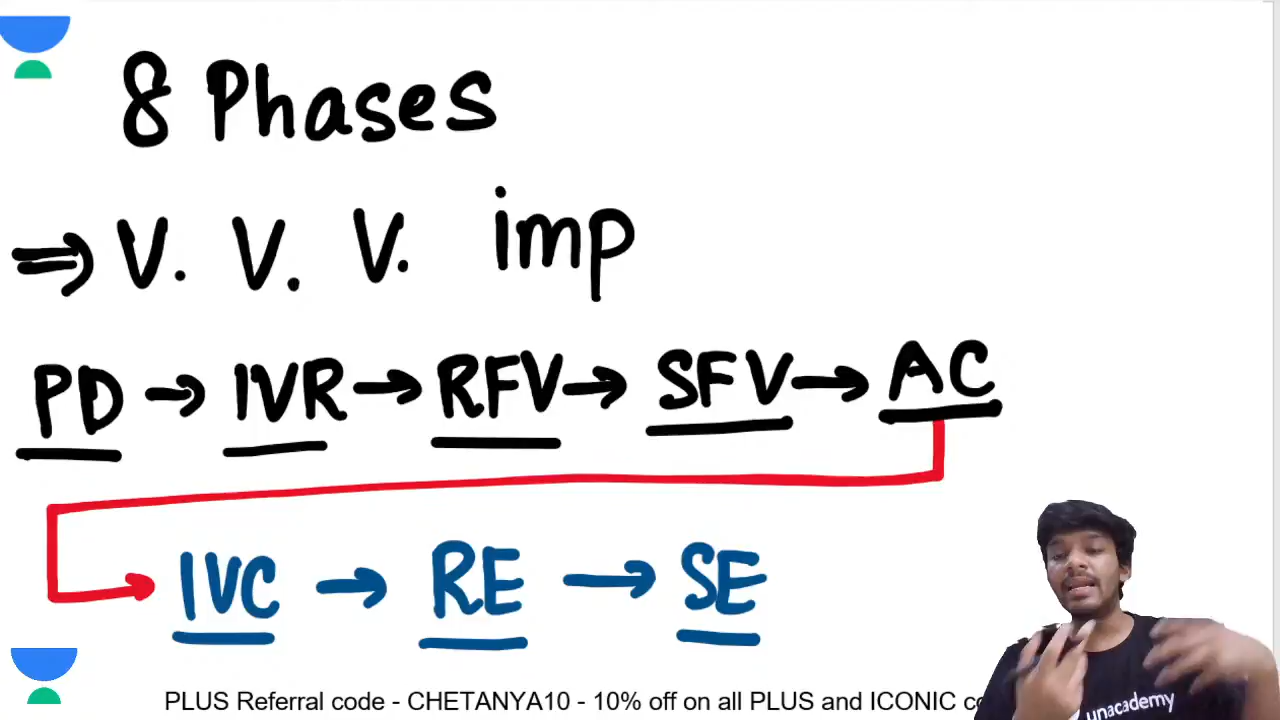 8 Phases
⇒ V. V. V. imp
PD → IVR → RFV → SFV → AC
IVC → RE → SE
PLUS Referral code - CHETANYA10 - 10% off on all PLUS and ICONIC
unacademy